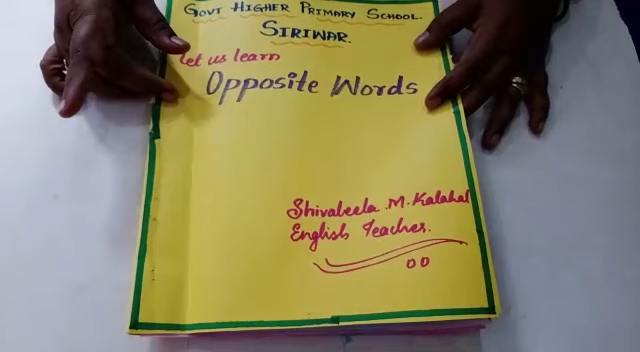 GOVT HIGHER PRIMARY SCHOOL
SIRIWAR.
Let us learn
Opposite Words
Shivaleela .M. Kalahal
English Teacher.